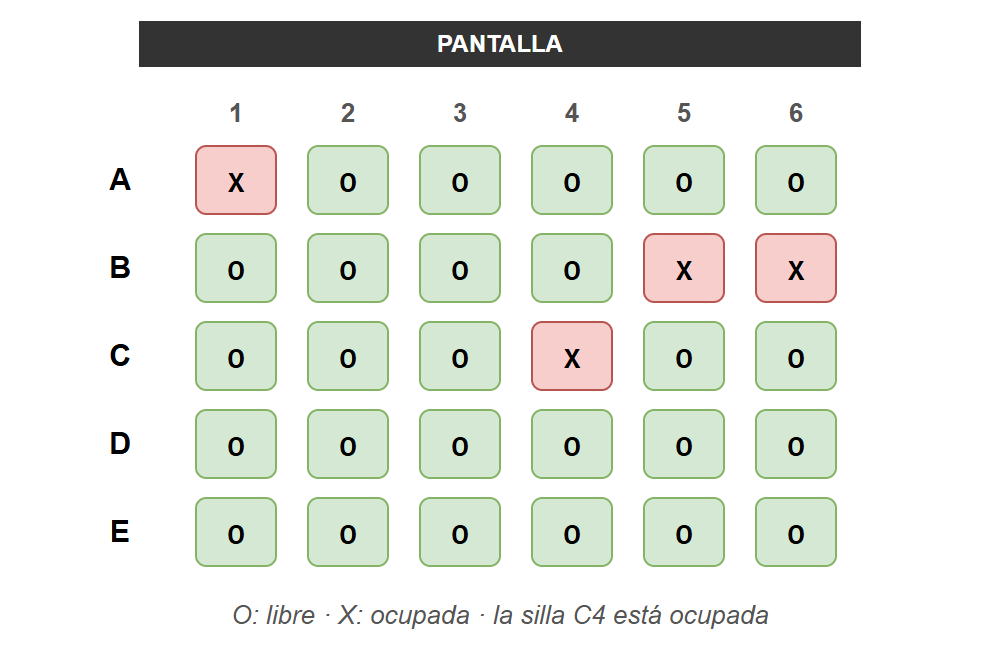 PANTALLA
1 2 3 4 5 6
A X O O O O O
B O O O O X X
C O O O X O O
D O O O O O O
E O O O O O O
O: libre · X: ocupada · la silla C4 está ocupada